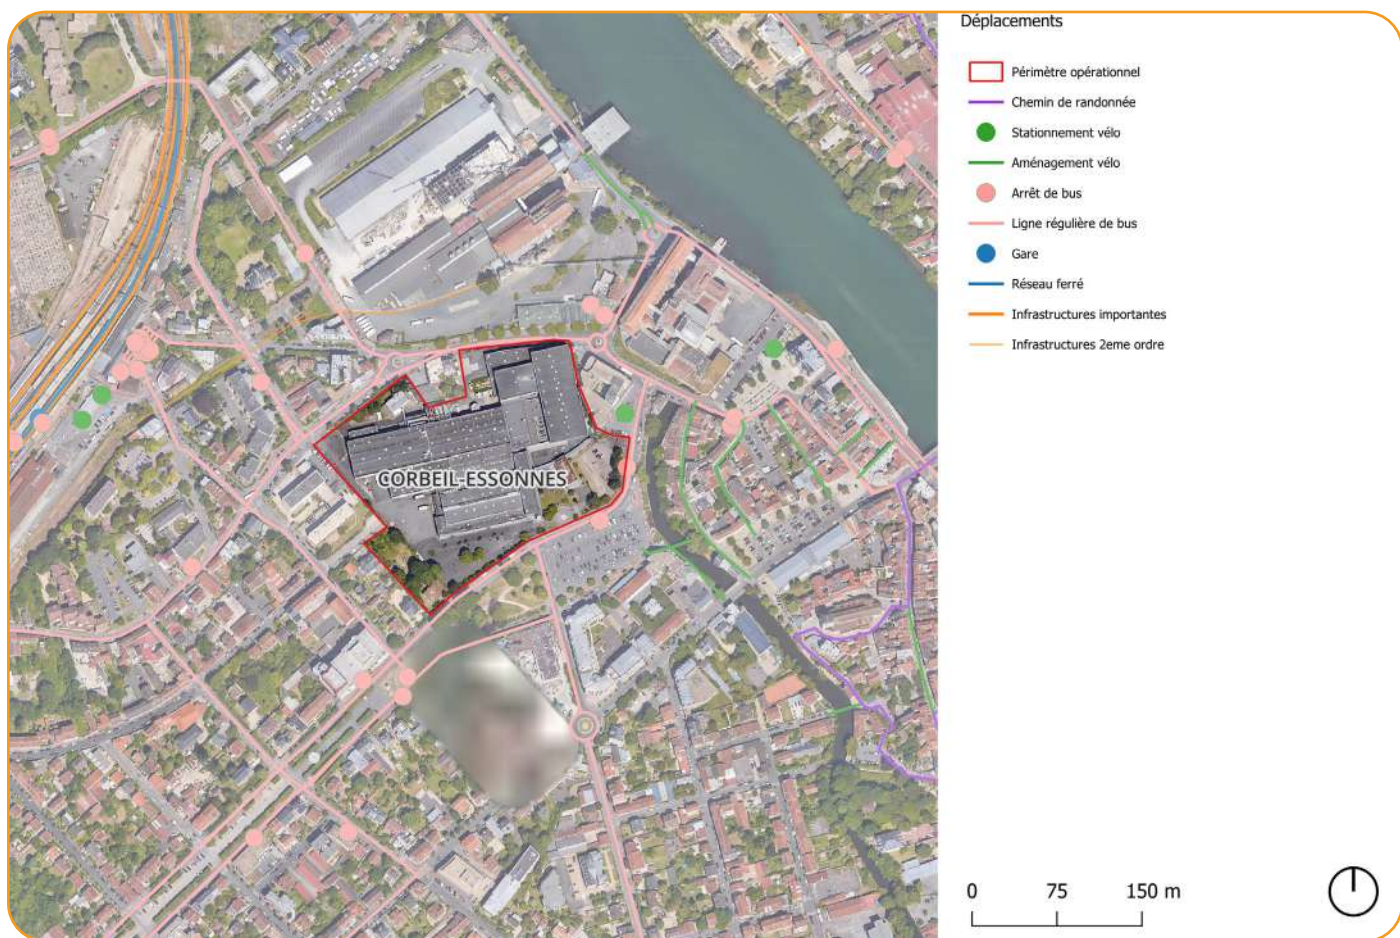 Déplacements
Périmètre opérationnel
Chemin de randonnée
Stationnement vélo
Aménagement vélo
Arrêt de bus
Ligne régulière de bus
Gare
Réseau ferré
Infrastructures importantes
Infrastructures 2eme ordre
CORBEIL-ESSONNES
0 75 150 m